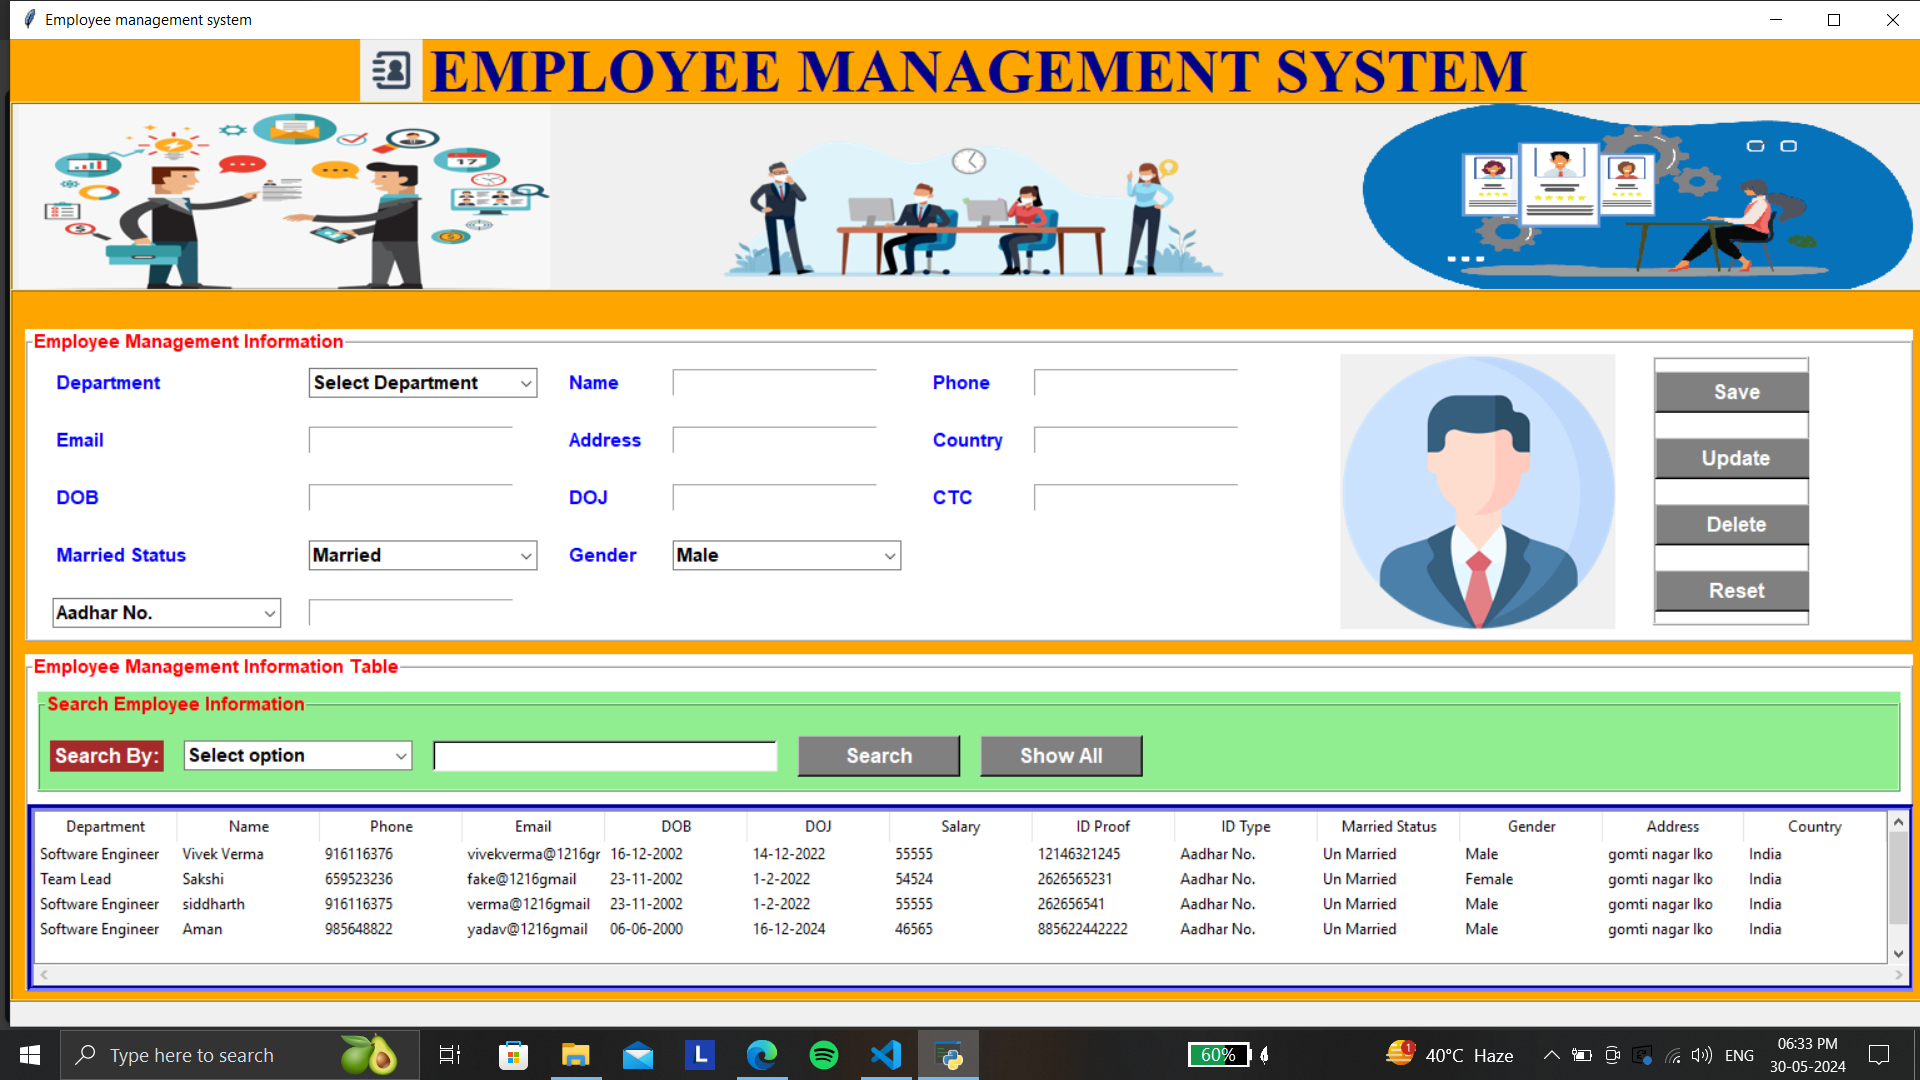 Employee management system
EMPLOYEE MANAGEMENT SYSTEM
17
Employee Management Information
Department Select Department Name Phone
Email Address Country
DOB DOJ CTC
Married Status Married Gender Male
Aadhar No.
Save
Update
Delete
Reset
Employee Management Information Table
Search Employee Information
Search By: Select option Search Show All
Department Name Phone Email DOB DOJ Salary ID Proof ID Type Married Status Gender Address Country
Software Engineer Vivek Verma 916116376 vivekverma@1216gr 16-12-2002 14-12-2022 55555 12146321245 Aadhar No. Un Married Male gomti nagar lko India
Team Lead Sakshi 659523236 fake@1216gmail 23-11-2002 1-2-2022 54524 2626565231 Aadhar No. Un Married Female gomti nagar lko India
Software Engineer siddharth 916116375 verma@1216gmail 23-11-2002 1-2-2022 55555 262656541 Aadhar No. Un Married Male gomti nagar lko India
Software Engineer Aman 985648822 yadav@1216gmail 06-06-2000 16-12-2024 46565 885622442222 Aadhar No. Un Married Male gomti nagar lko India
Type here to search L 60% 1 40°C Haze ENG 06:33 PM
30-05-2024